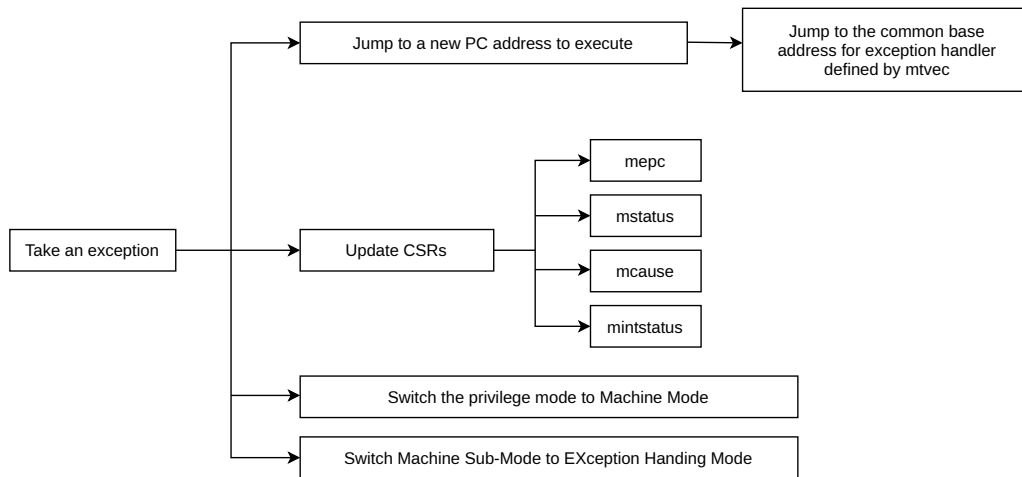 Jump to a new PC address to execute
Jump to the common base
address for exception handler
defined by mtvec
mepc
mstatus
Take an exception
Update CSRs
mcause
mintstatus
Switch the privilege mode to Machine Mode
Switch Machine Sub-Mode to EXception Handing Mode